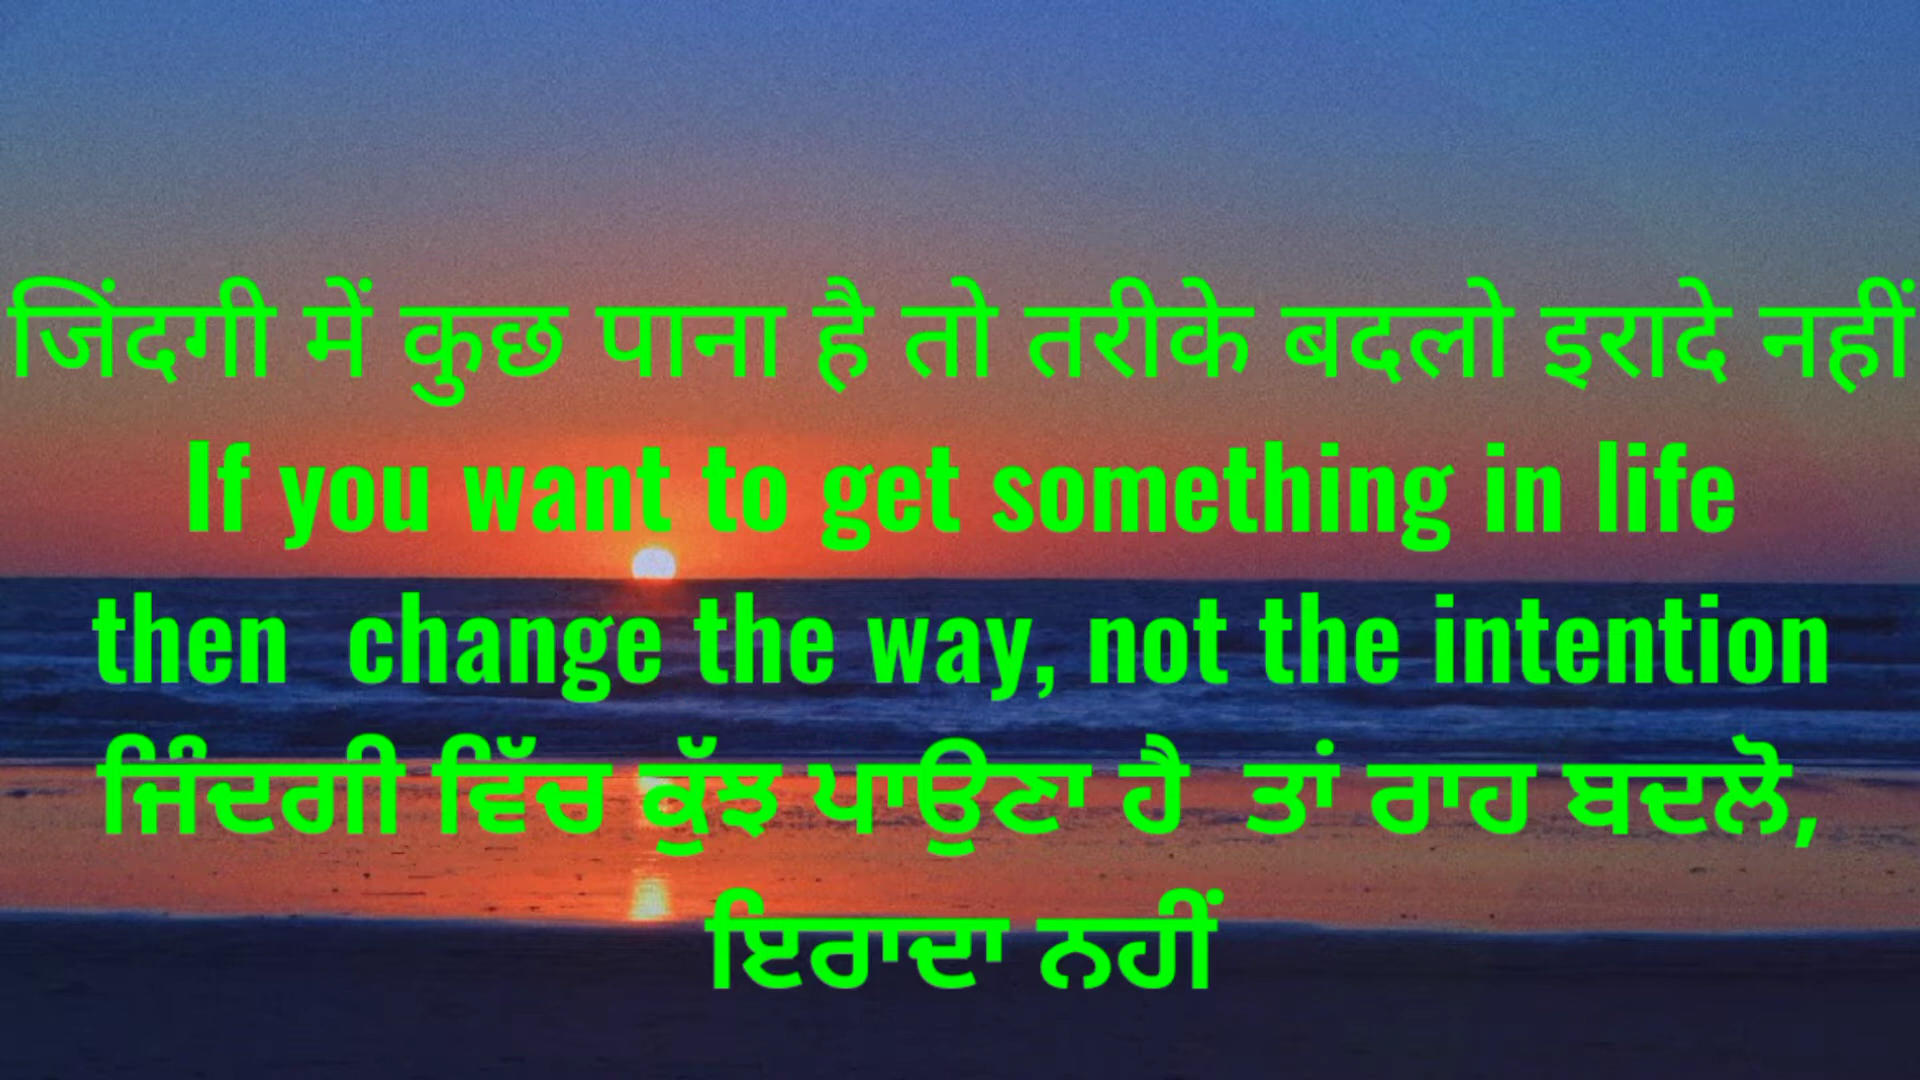 जिंदगी में कुछ पाना है तो तरीके बदलो इरादे नहीं
If you want to get something in life
then  change the way, not the intention
ਜਿੰਦਗੀ ਵਿੱਚ ਕੁੱਝ ਪਾਉਣਾ ਹੈ  ਤਾਂ ਰਾਹ ਬਦਲੋ,
ਇਰਾਦਾ ਨਹੀਂ